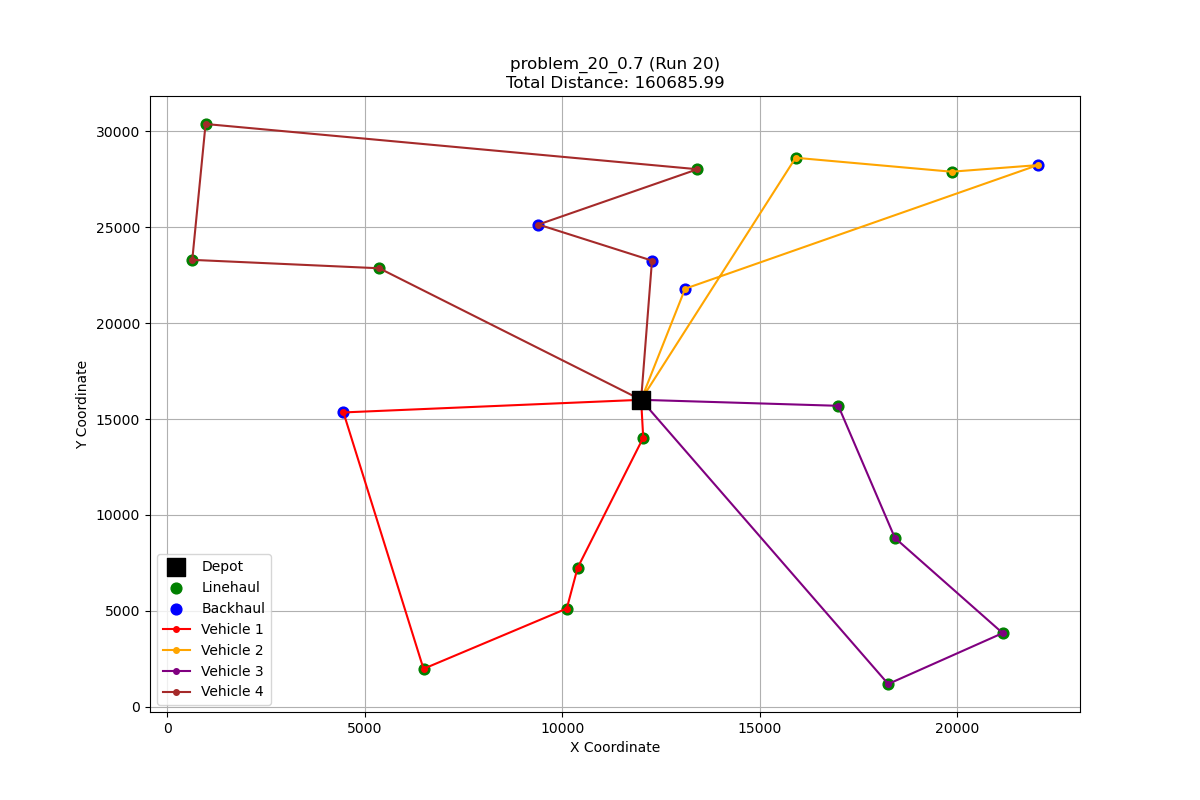 problem_20_0.7 (Run 20)
Total Distance: 160685.99
30000
25000
20000
15000
10000
5000
0
Y Coordinate
Depot
Linehaul
Backhaul
Vehicle 1
Vehicle 2
Vehicle 3
Vehicle 4
0 5000 10000 15000 20000
X Coordinate